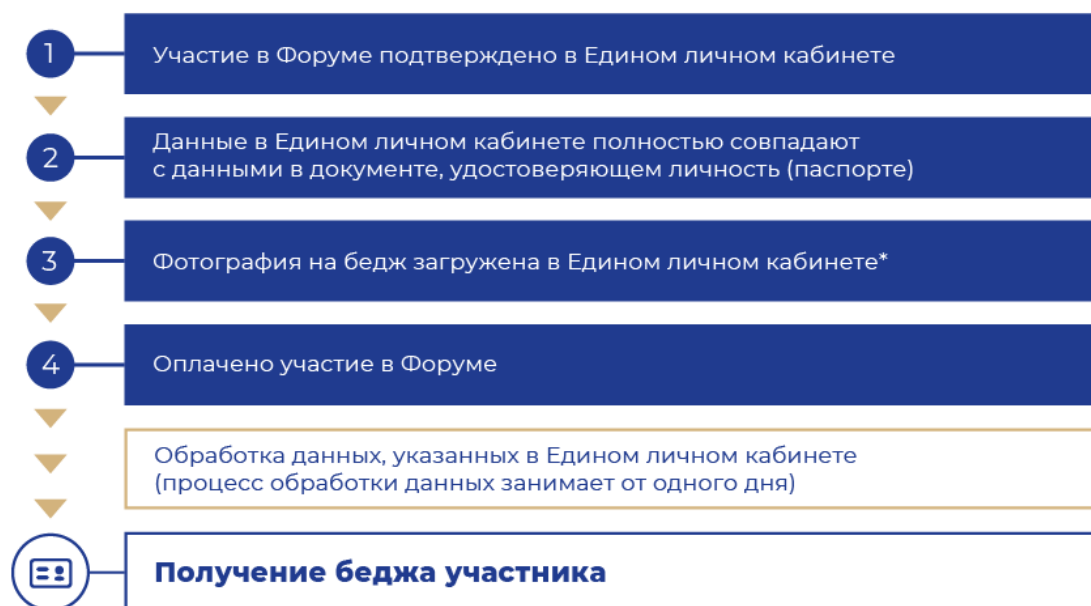 1
Участие в Форуме подтверждено в Едином личном кабинете
2
Данные в Едином личном кабинете полностью совпадают
с данными в документе, удостоверяющем личность (паспорте)
3
Фотография на бедж загружена в Едином личном кабинете*
4
Оплачено участие в Форуме
Обработка данных, указанных в Едином личном кабинете
(процесс обработки данных занимает от одного дня)
Получение беджа участника